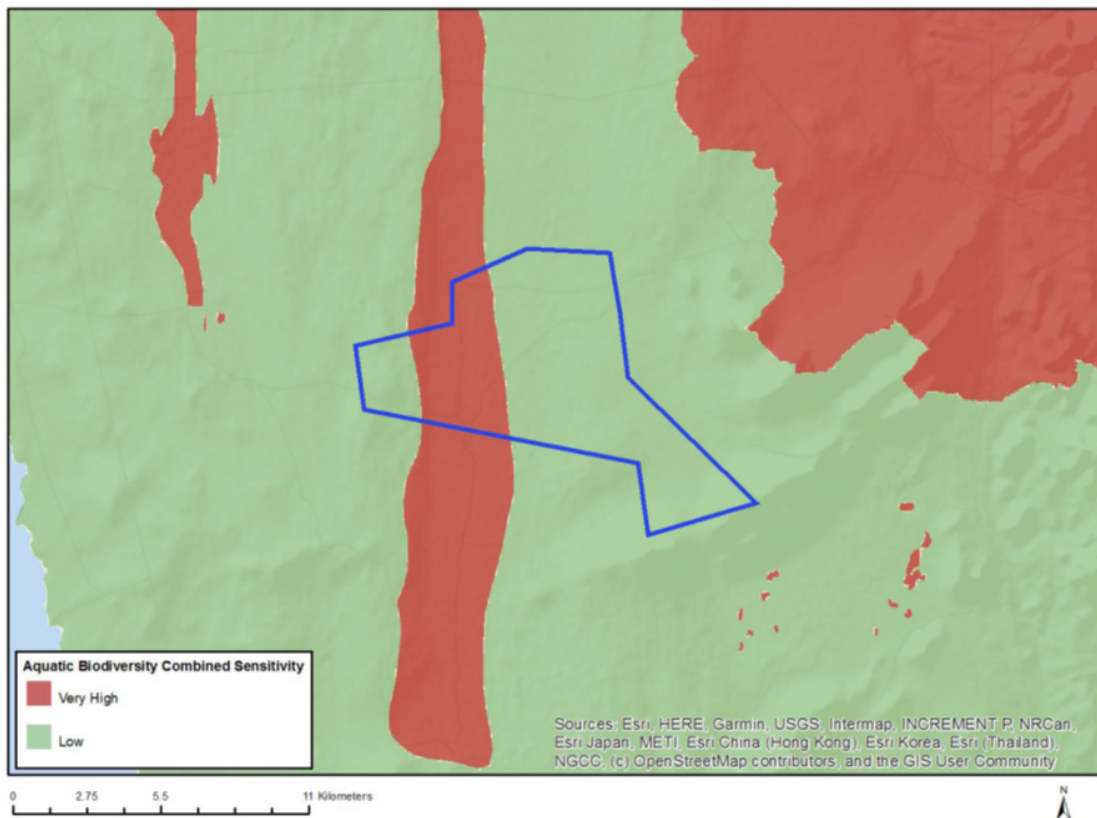 Aquatic Biodiversity Combined Sensitivity
Very High
Low
Sources: Esri, HERE, Garmin, USGS, Intermap, INCREMENT P, NRCan,
Esri Japan, METI, Esri China (Hong Kong), Esri Korea, Esri (Thailand),
NGCC, (c) OpenStreetMap contributors, and the GIS User Community
0 2.75 5.5 11 Kilometers
N